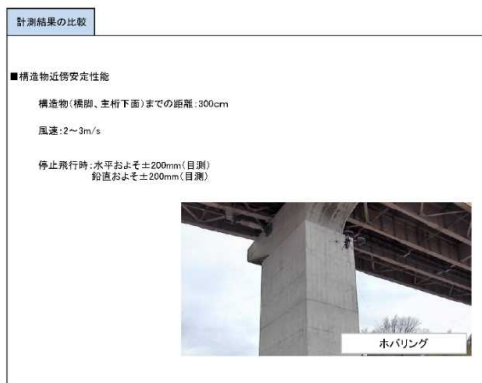 計測結果の比較
■構造物近傍安定性能
構造物(橋脚、主桁下面)までの距離:300cm
風速:2～3m/s
停止飛行時:水平およそ±200mm(目測)
鉛直およそ±200mm(目測)
ホバリング